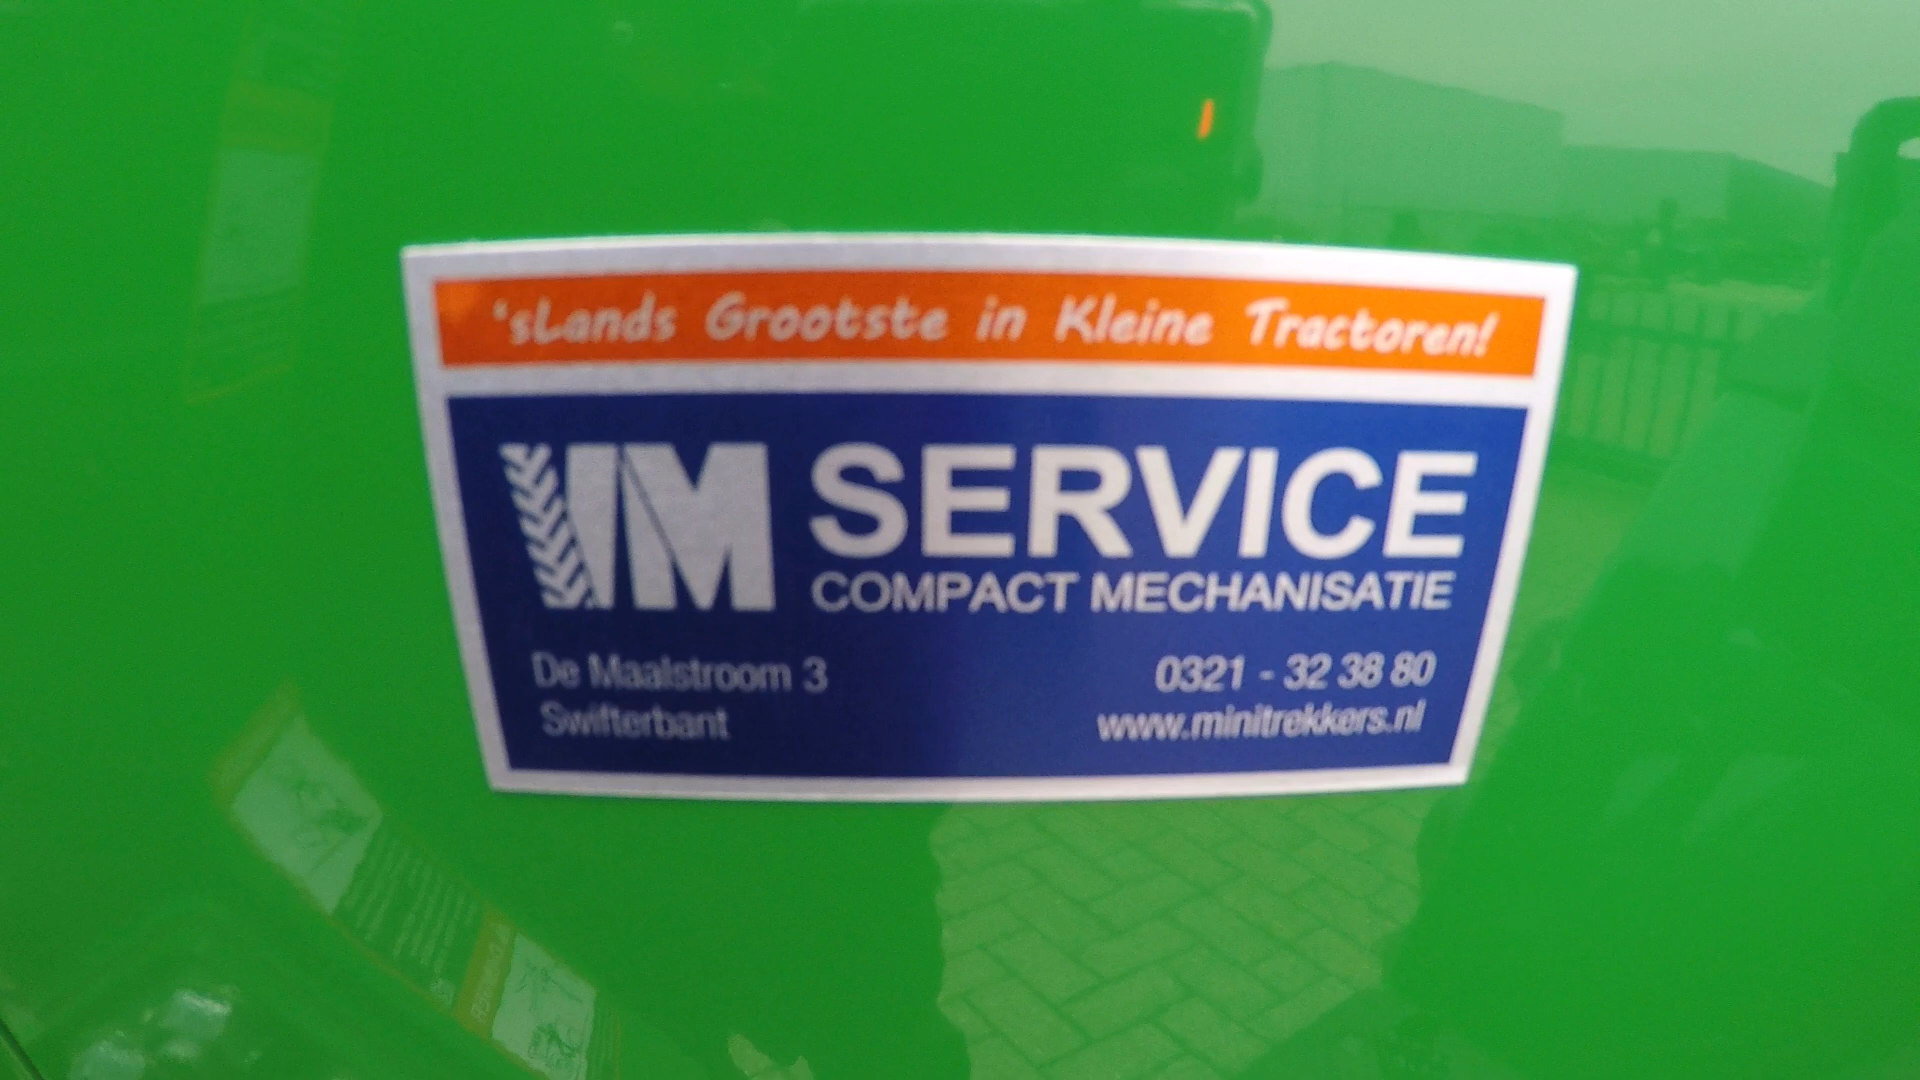 'sLands Grootste in Kleine Tractoren!
IM SERVICE
COMPACT MECHANISATIE
De Maalstroom 3
0321 - 32 38 80
Swifterbant
www.minitrekkers.nl